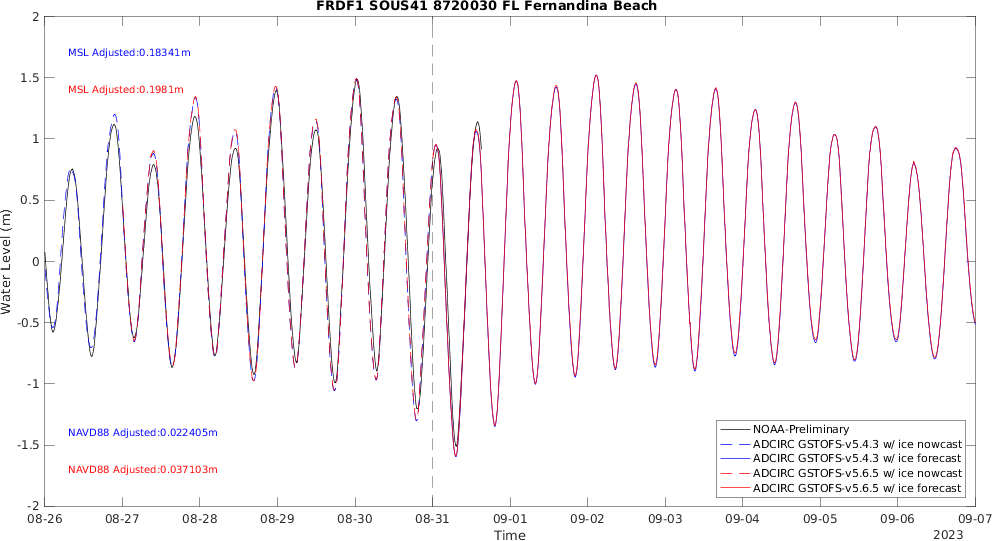 FRDF1 SOUS41 8720030 FL Fernandina Beach
2
1.5
1
0.5
0
-0.5
-1
-1.5
-2
Water Level (m)
MSL Adjusted:0.18341m
MSL Adjusted:0.1981m
NAVD88 Adjusted:0.022405m
NAVD88 Adjusted:0.037103m
NOAA-Preliminary
ADCIRC GSTOFS-v5.4.3 w/ ice nowcast
ADCIRC GSTOFS-v5.4.3 w/ ice forecast
ADCIRC GSTOFS-v5.6.5 w/ ice nowcast
ADCIRC GSTOFS-v5.6.5 w/ ice forecast
08-26 08-27 08-28 08-29 08-30 08-31 09-01 09-02 09-03 09-04 09-05 09-06 09-07
Time
2023